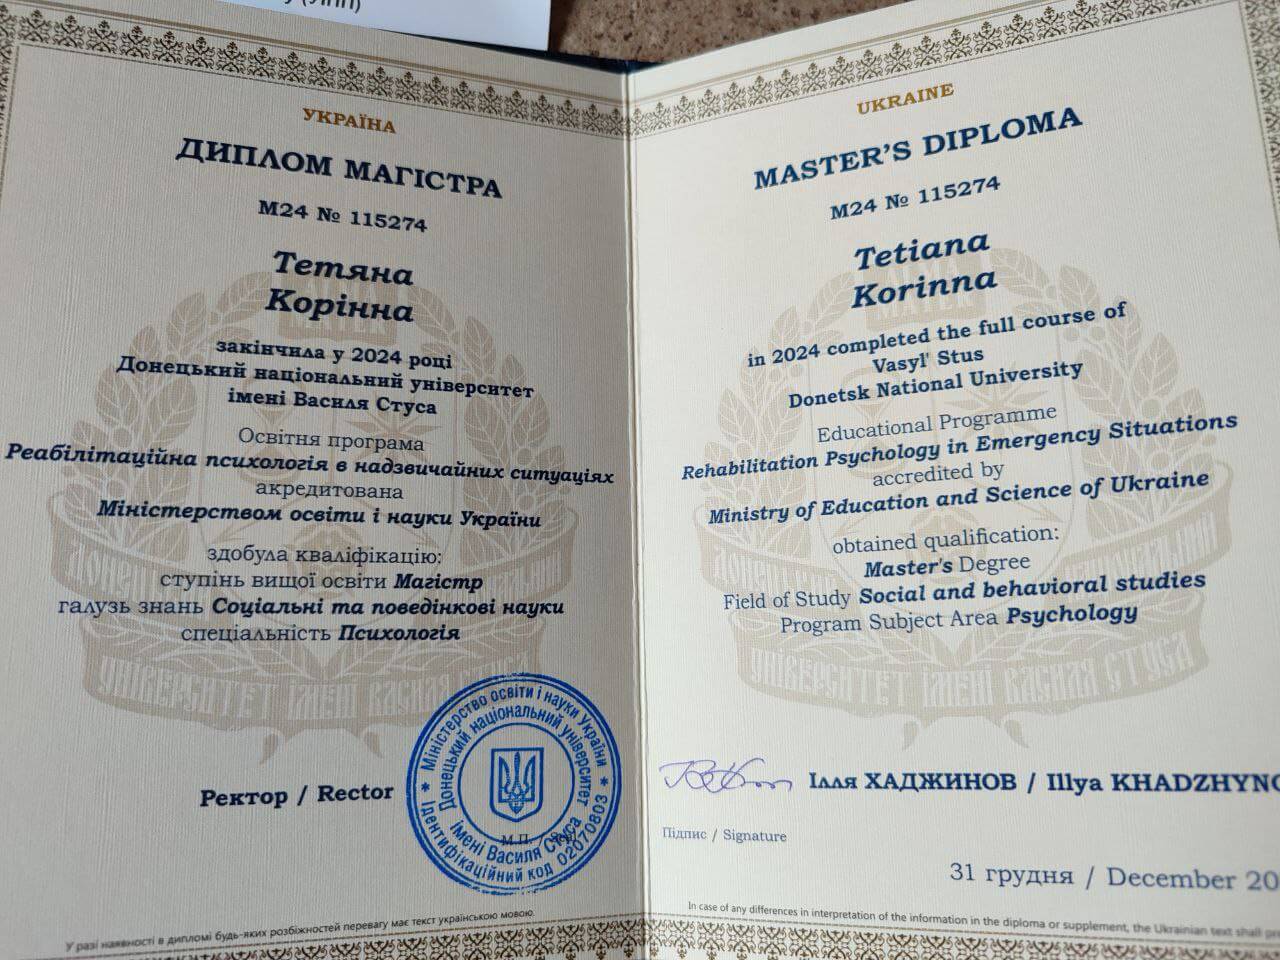 УКРАЇНА
ДИПЛОМ МАГІСТРА
М24 № 115274
Тетяна
Корінна
закінчила у 2024 році
Донецький національний університет
імені Василя Стуса
Освітня програма
Реабілітаційна психологія в надзвичайних ситуаціях
акредитована
Міністерством освіти і науки України
здобула кваліфікацію:
ступінь вищої освіти Магістр
галузь знань Соціальні та поведінкові науки
спеціальність Психологія
Ректор / Rector
* Міністерство освіти і науки України *
Ідентифікаційний код 02070803
Донецький національний університет
імені Василя Стуса
М.П.
У разі наявності в дипломі будь-яких розбіжностей перевагу має текст українською мовою.
UKRAINE
MASTER'S DIPLOMA
M24 № 115274
Tetiana
Korinna
in 2024 completed the full course of
Vasyl' Stus
Donetsk National University
Educational Programme
Rehabilitation Psychology in Emergency Situations
accredited by
Ministry of Education and Science of Ukraine
obtained qualification:
Master's Degree
Field of Study Social and behavioral studies
Program Subject Area Psychology
Ілля ХАДЖИНОВ / Illya KHADZHYNO
Підпис / Signature
31 грудня / December 20
In case of any differences in interpretation of the information in the diploma or supplement, the Ukrainian text shall pre